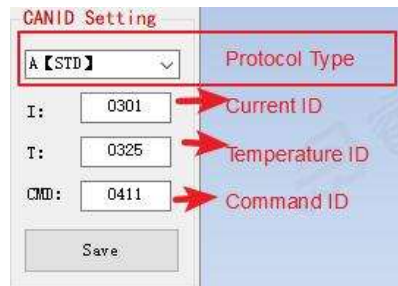 CANID Setting
A【STD】 Protocol Type
I: 0301 Current ID
T: 0325 Temperature ID
CMD: 0411 Command ID
Save